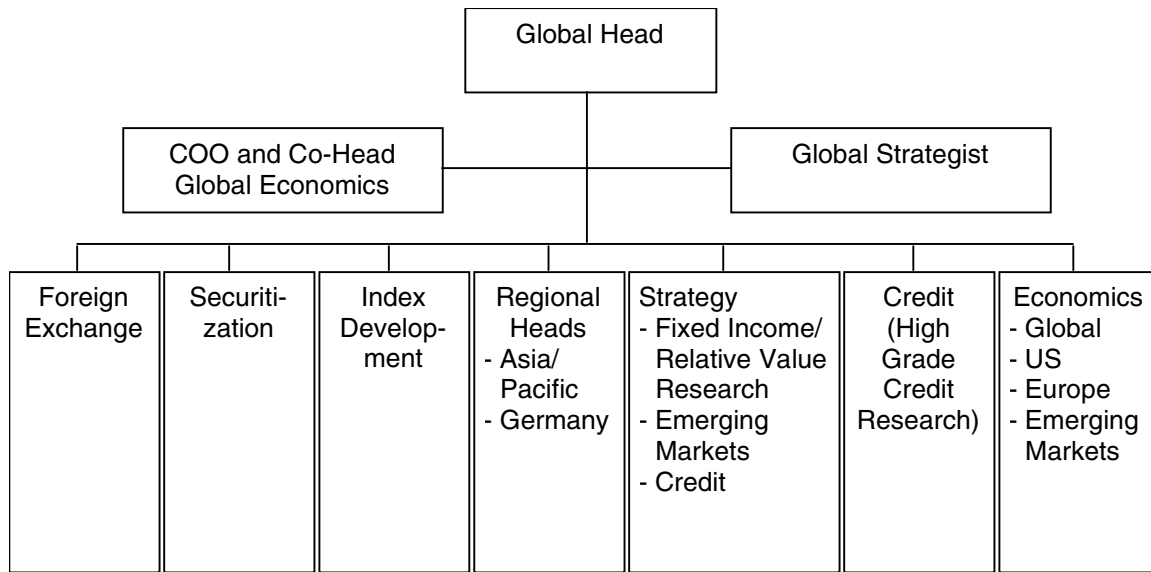 Global Head
COO and Co-Head
Global Economics
Global Strategist
Foreign
Exchange
Securiti-
zation
Index
Develop-
ment
Regional
Heads
- Asia/
Pacific
- Germany
Strategy
- Fixed Income/
Relative Value
Research
- Emerging
Markets
- Credit
Credit
(High
Grade
Credit
Research)
Economics
- Global
- US
- Europe
- Emerging
Markets